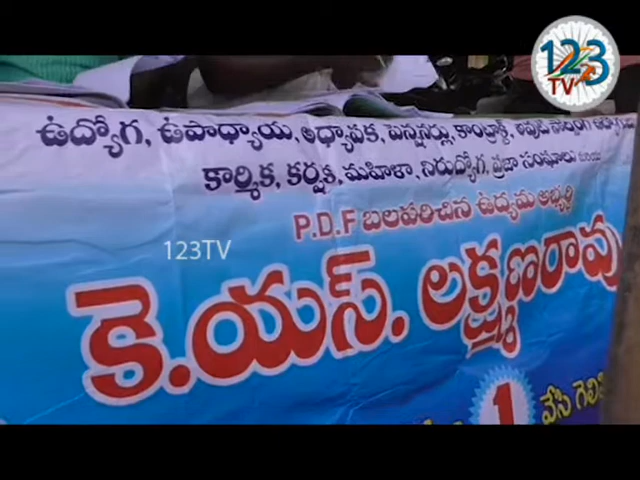 123
TV
ఉద్యోగ, ఉపాధ్యాయ, అధ్యాపక, పెన్షనర్లు, కాంట్రాక్ట్,
కార్మిక, కర్షక, మహిళా, నిరుద్యోగ, ప్రజా సంఘాలు
P.D.F బలపరిచిన ఉద్యమ అభ్యర్థి
123TV
కె.యస్. లక్ష్మణరావు
1 వేసి